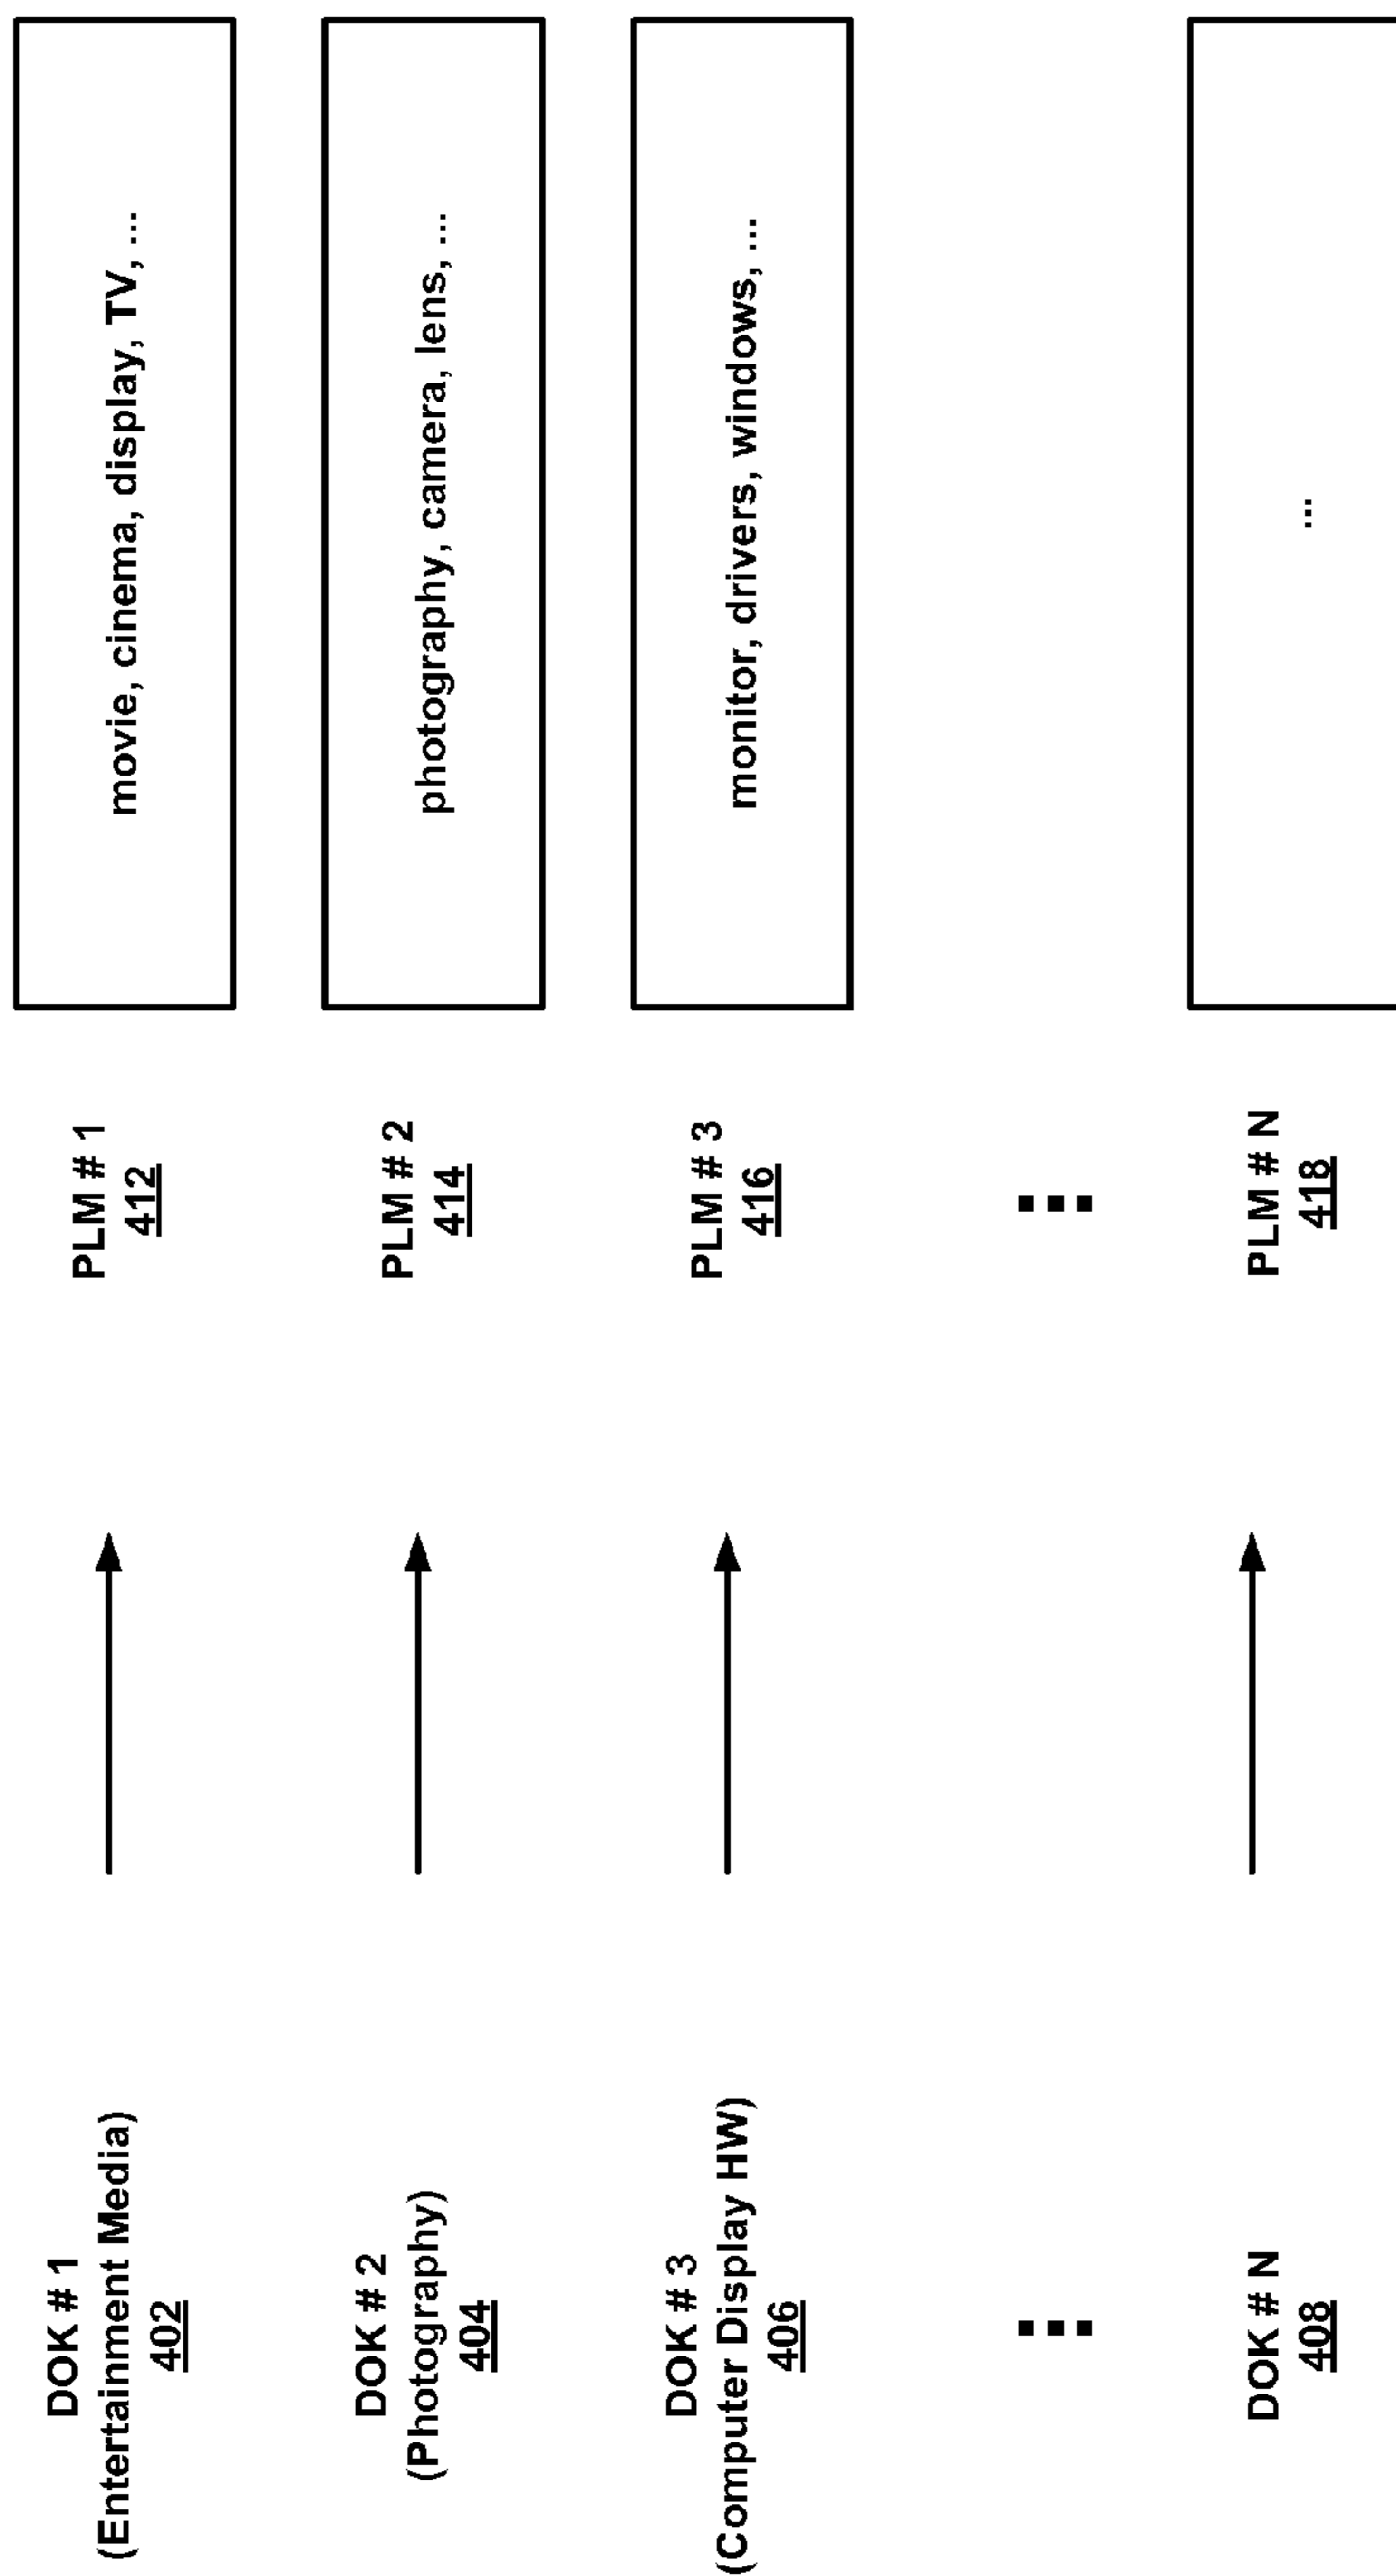 DOK # 1
(Entertainment Media)
402
PLM # 1
412
movie, cinema, display, TV, ...
DOK # 2
(Photography)
404
PLM # 2
414
photography, camera, lens, ...
DOK # 3
(Computer Display HW)
406
PLM # 3
416
monitor, drivers, windows, ...
DOK # N
408
PLM # N
418
...